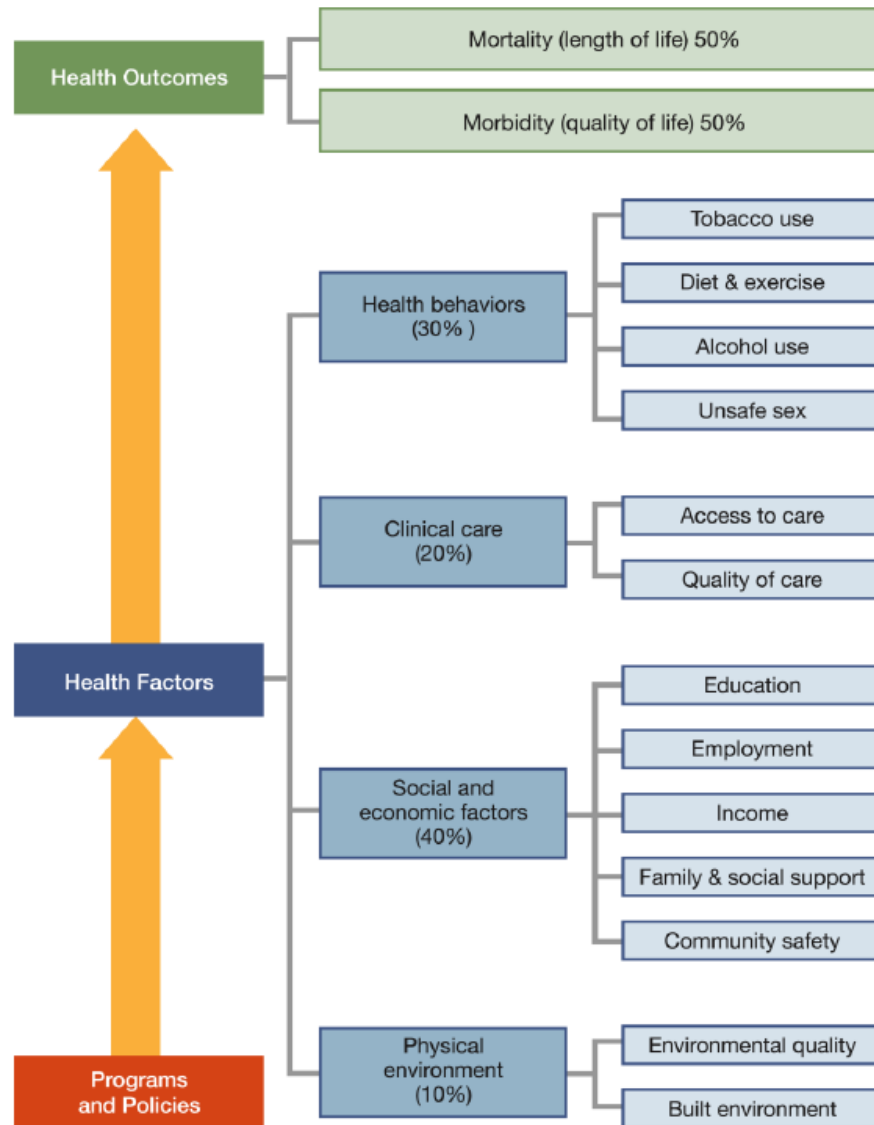 Health Outcomes
Mortality (length of life) 50%
Morbidity (quality of life) 50%
Health Factors
Health behaviors
(30% )
Tobacco use
Diet & exercise
Alcohol use
Unsafe sex
Clinical care
(20%)
Access to care
Quality of care
Social and
economic factors
(40%)
Education
Employment
Income
Family & social support
Community safety
Physical
environment
(10%)
Environmental quality
Built environment
Programs
and Policies